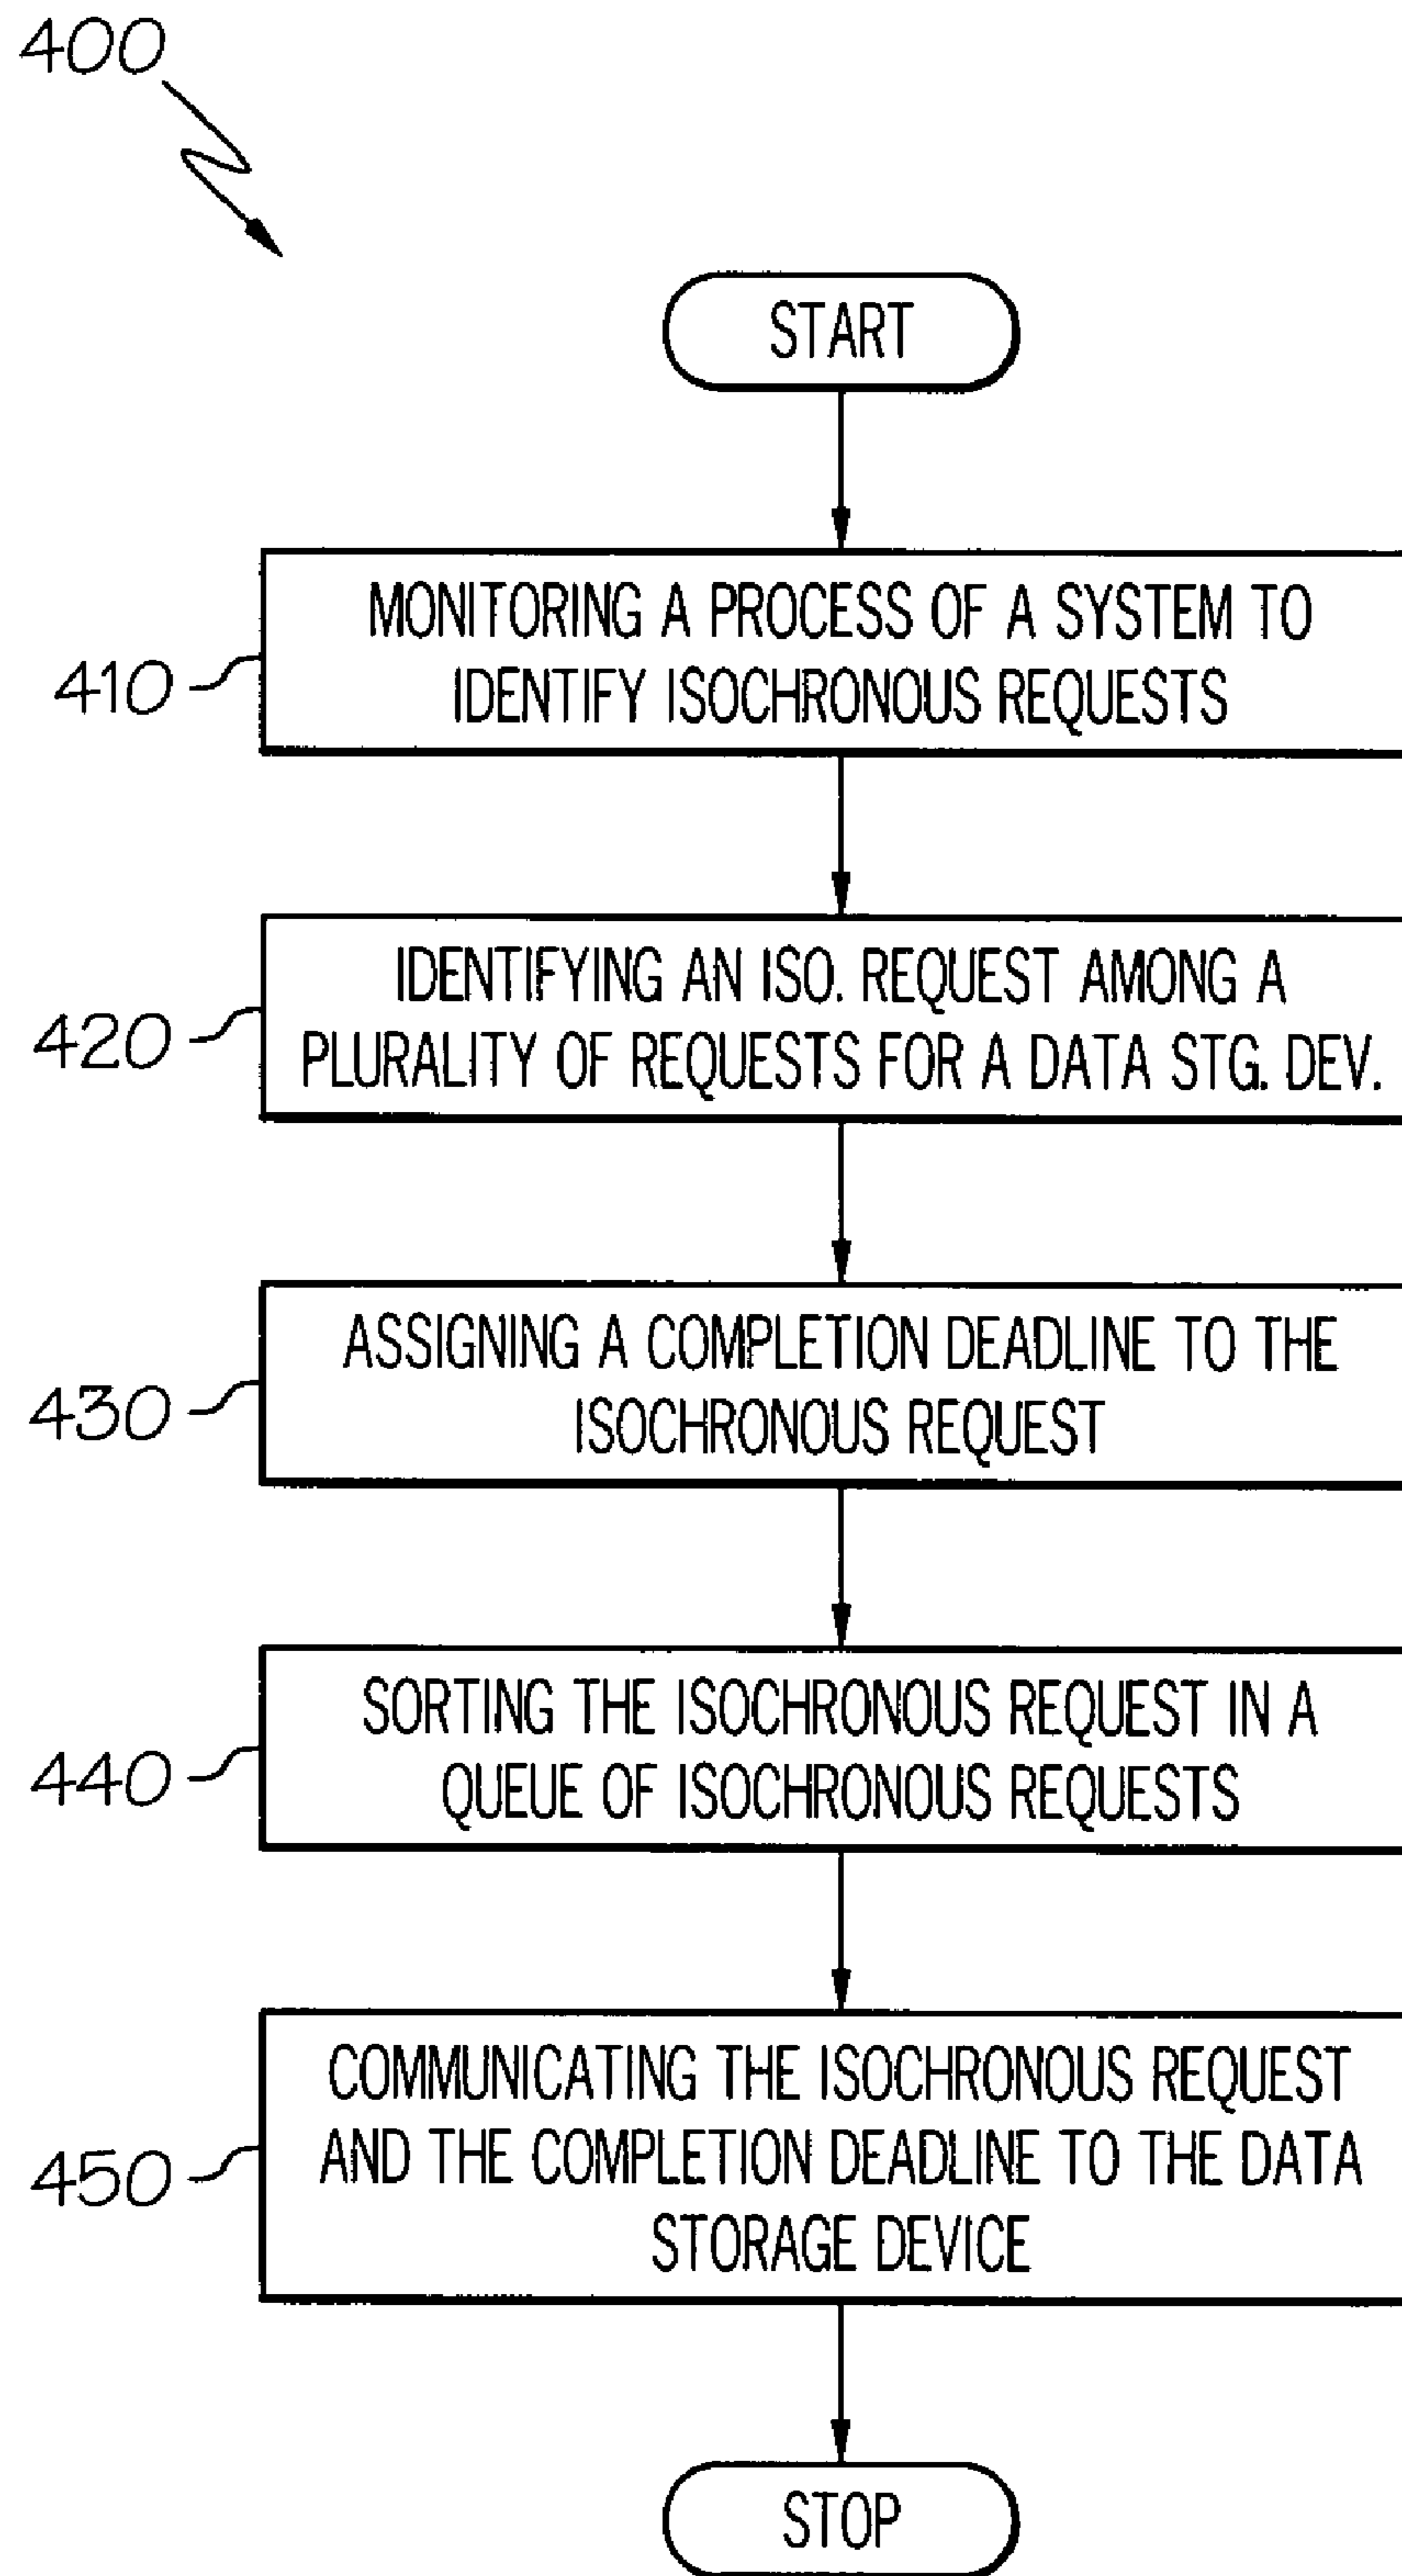 400
START
MONITORING A PROCESS OF A SYSTEM TO
IDENTIFY ISOCHRONOUS REQUESTS
410
IDENTIFYING AN ISO. REQUEST AMONG A
PLURALITY OF REQUESTS FOR A DATA STG. DEV.
420
ASSIGNING A COMPLETION DEADLINE TO THE
ISOCHRONOUS REQUEST
430
SORTING THE ISOCHRONOUS REQUEST IN A
QUEUE OF ISOCHRONOUS REQUESTS
440
COMMUNICATING THE ISOCHRONOUS REQUEST
AND THE COMPLETION DEADLINE TO THE DATA
STORAGE DEVICE
450
STOP